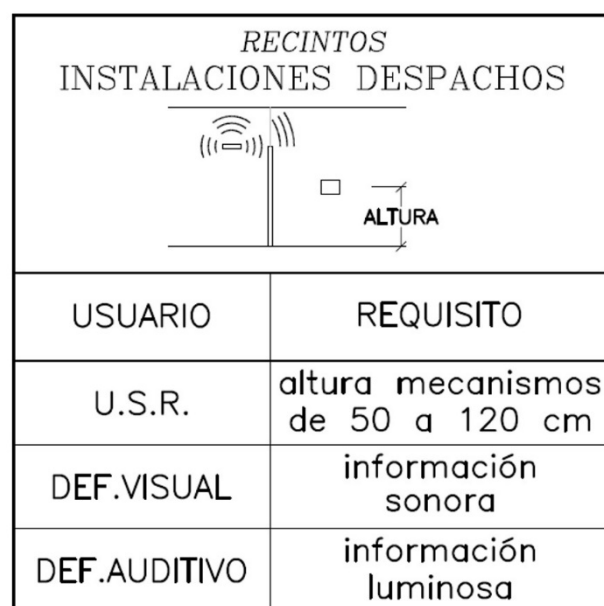 RECINTOS
INSTALACIONES DESPACHOS
ALTURA
USUARIO
REQUISITO
U.S.R.
altura mecanismos
de 50 a 120 cm
DEF.VISUAL
información
sonora
DEF.AUDITIVO
información
luminosa